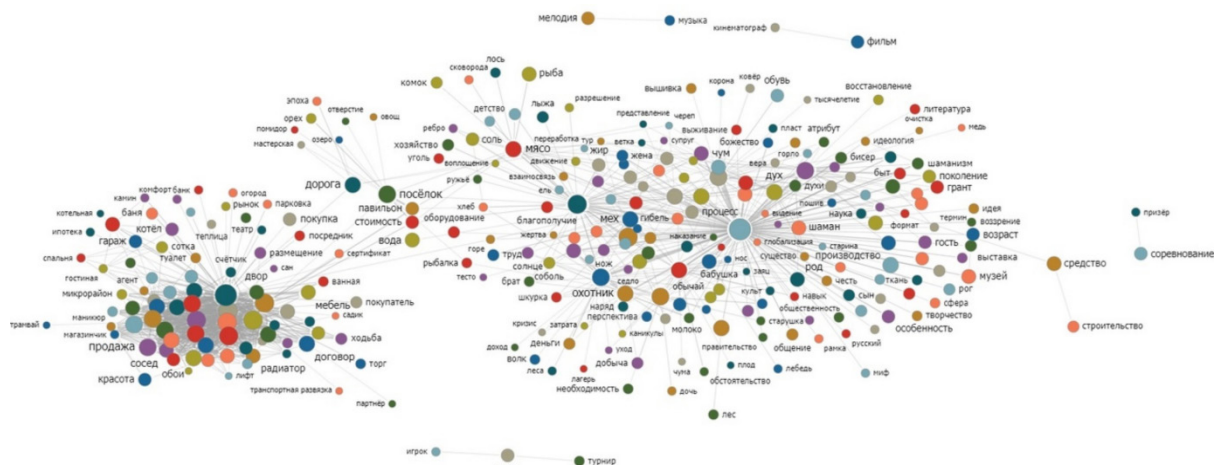 мелодия
музыка
кинематограф
фильм
лось
сковорода
рыба
комок
ковёр
обувь
корона
вышивка
восстановление
тысячелетие
эпоха
отверстие
орех
овощ
помидор
озеро
мастерская
детство
лыжа
разрешение
представление
череп
литература
очистка
медь
выживание
пласт
атрибут
идеология
ребро
соль
хозяйство
переработка
тур
ветка
супруг
божество
уголь
мясо
жир
жена
чум
вера
горло
бисер
шаманизм
воплощение
движение
поколение
дорога
посёлок
ружьё
взаимосвязь
дух
духи
быт
грант
ель
пошив
комфорт
банк
огород
канин
рынок
парковка
павильон
хлеб
благополучие
мех
гибель
процесс
видение
шаман
наука
термин
идея
воззрение
призёр
котельная
баня
театр
покупка
стоимость
оборудование
формат
возраст
ипотека
котёл
теплица
посредник
вода
жертва
наказание
глобализация
старина
гость
гараж
сотка
размещение
сертификат
горе
труд
нос
существо
производство
выставка
соревнование
спальна
туалет
счётчик
рыбалка
солнце
тесто
нож
седло
бабушка
заяц
род
честь
ткань
музей
средство
гостиная
агент
сан
двор
ванная
брат
соболь
охотник
обычай
культ
навык
сын
рог
сфера
микрорайон
мебель
покупатель
шкурка
наряд
перспектива
общественность
творчество
маникюр
садик
кризис
затрата
каникулы
молоко
старушка
особенность
строительство
трамвай
магазинчик
ходьба
деньги
правительство
русский
продажа
договор
доход
уход
общение
рамка
сосед
радиатор
торг
волк
леса
добыча
чума
плод
лебедь
миф
красота
обои
лифт
лагерь
необходимость
обстоятельство
транспортная развязка
дочь
партнёр
лес
игрок
турнир